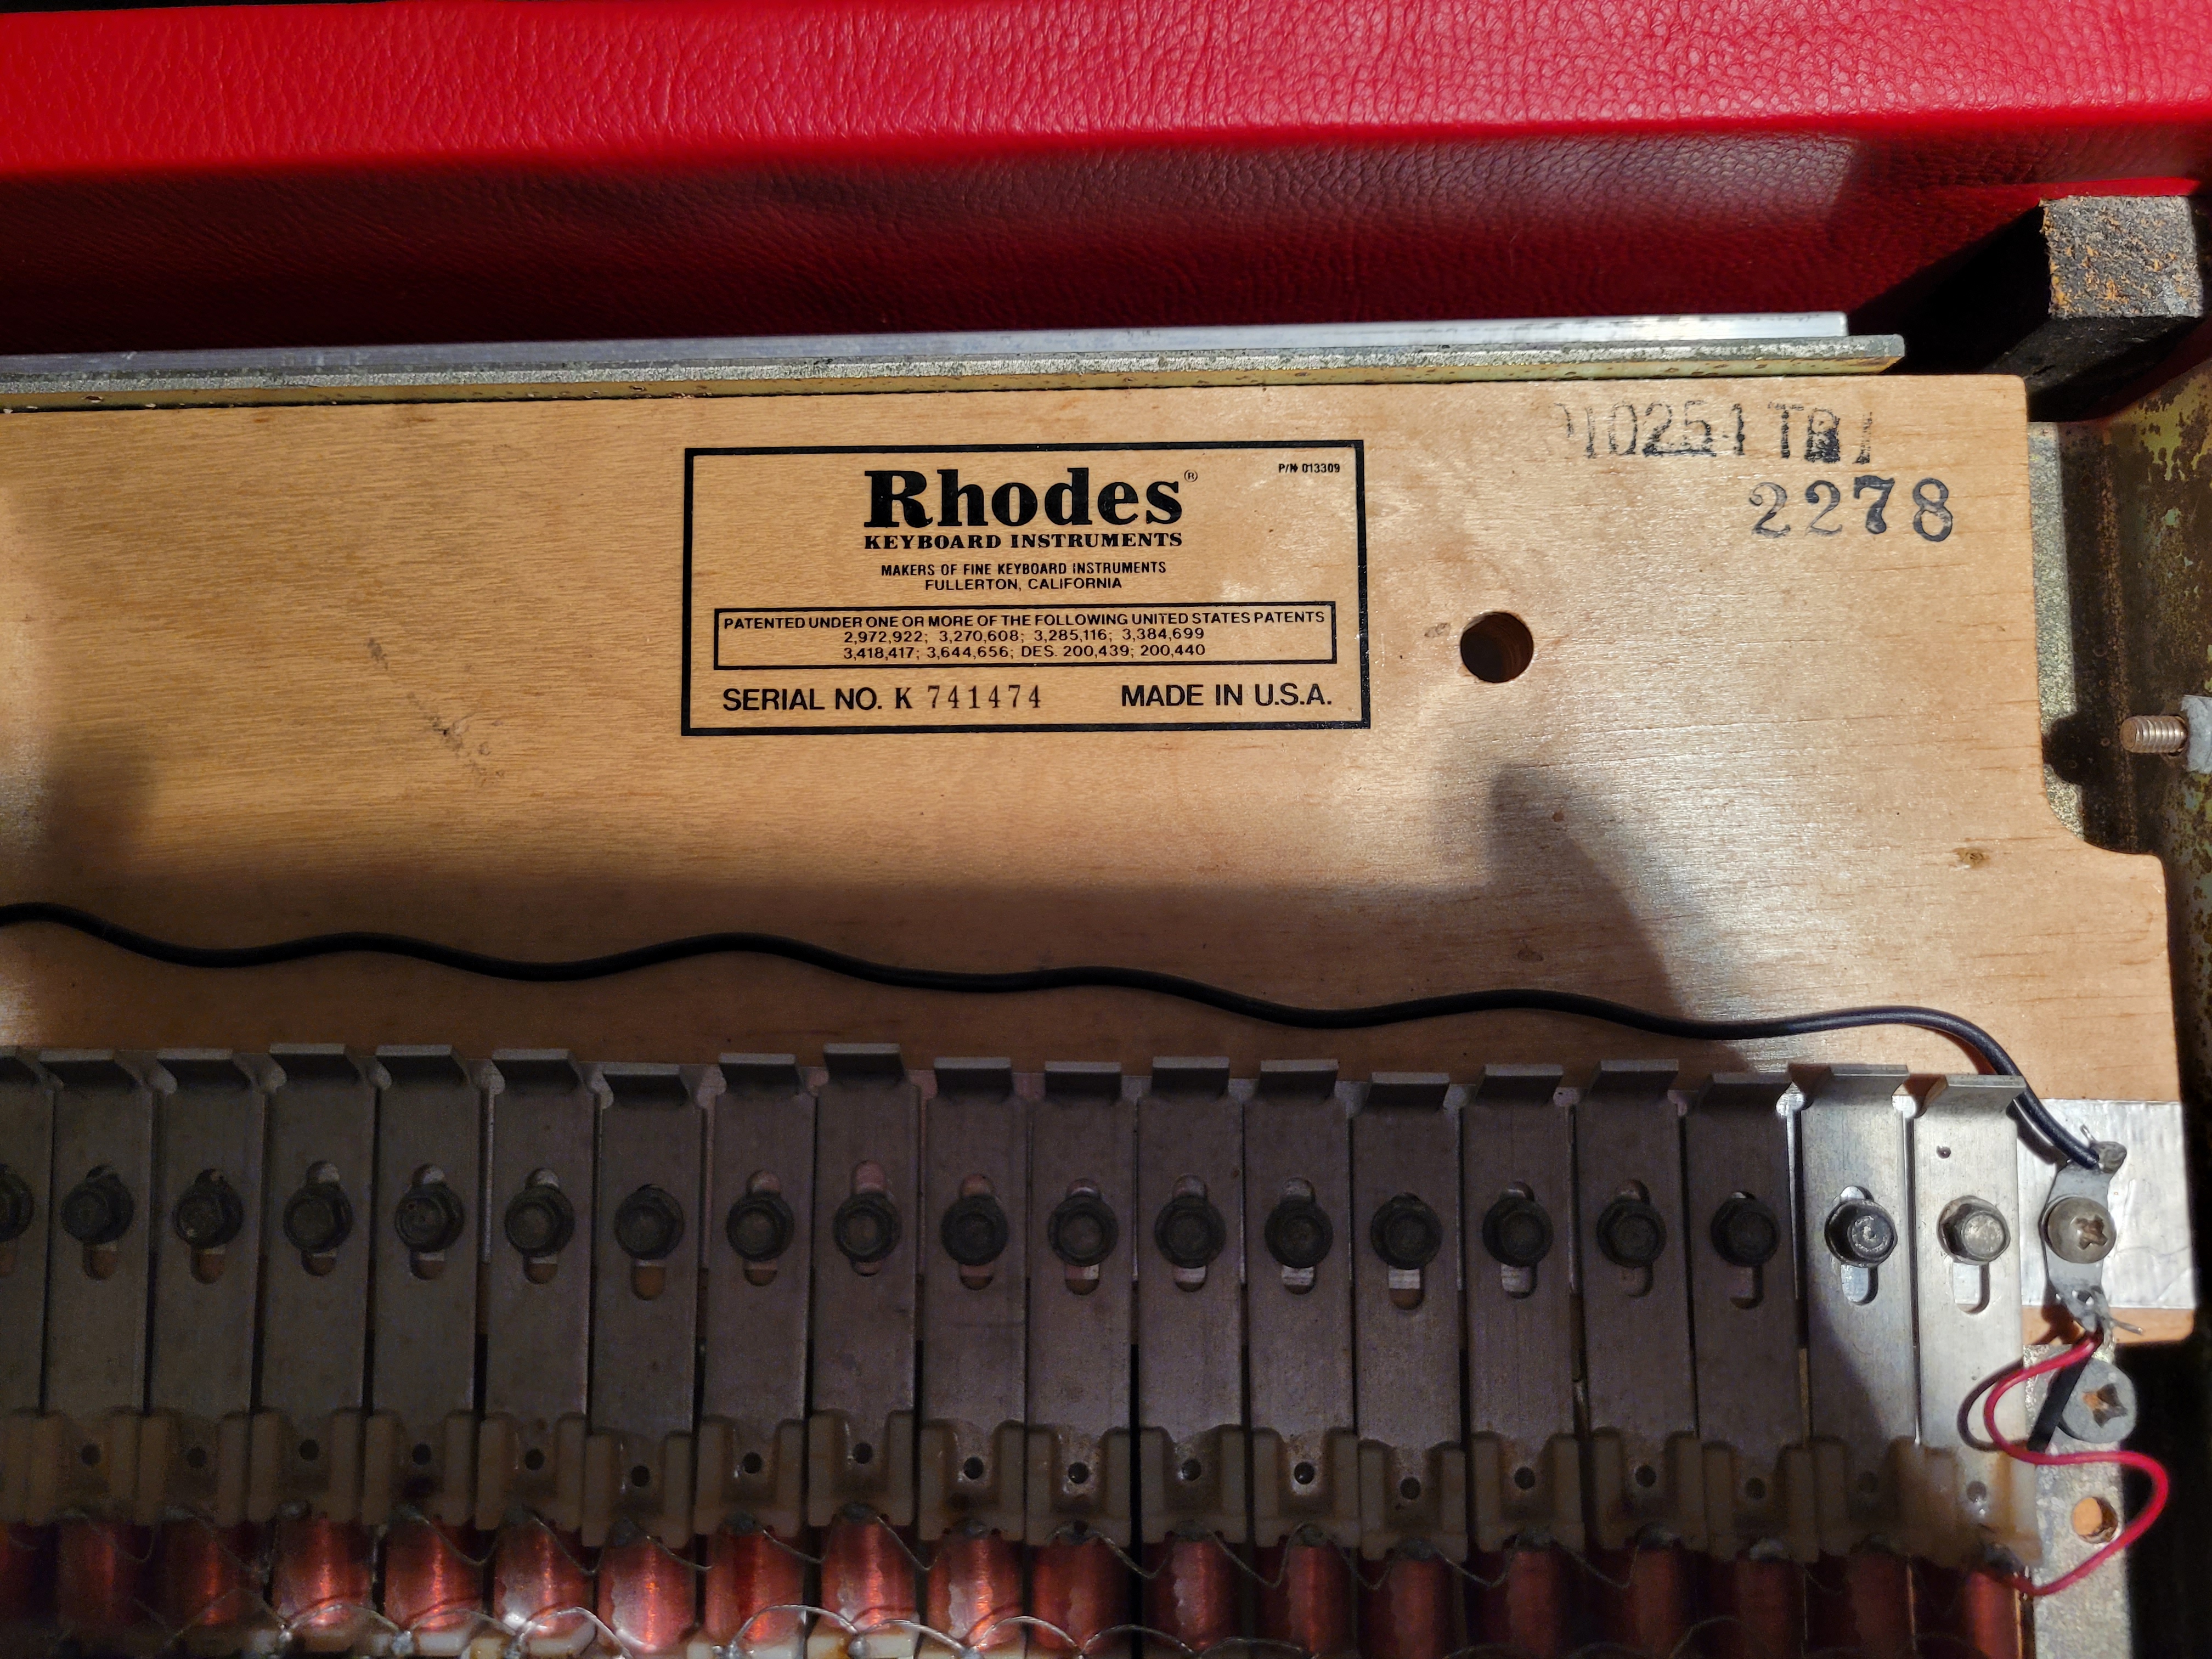 Rhodes®
P/N 013309
KEYBOARD INSTRUMENTS
MAKERS OF FINE KEYBOARD INSTRUMENTS
FULLERTON, CALIFORNIA
PATENTED UNDER ONE OR MORE OF THE FOLLOWING UNITED STATES PATENTS
2,972,922; 3,270,608; 3,285,116; 3,384,699
3,418,417; 3,644,656; DES. 200,439; 200,440
SERIAL NO. K 741474 MADE IN U.S.A.
2278